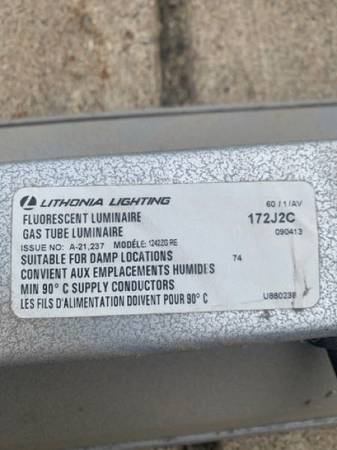 LITHONIA LIGHTING
60 / 1 / AV
FLUORESCENT LUMINAIRE 172J2C
GAS TUBE LUMINAIRE 090413
ISSUE NO: A-21,237 MODÈLE: 1242ZG RE
SUITABLE FOR DAMP LOCATIONS 74
CONVIENT AUX EMPLACEMENTS HUMIDES
MIN 90° C SUPPLY CONDUCTORS
LES FILS D'ALIMENTATION DOIVENT POUR 90° C
U880238